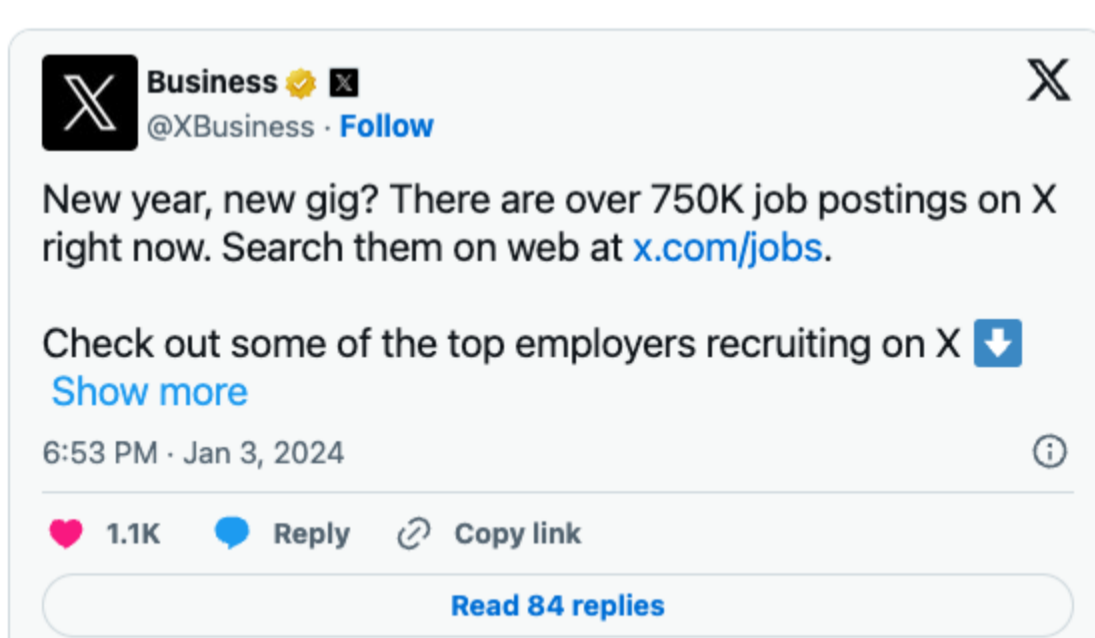 Business
@XBusiness · Follow
New year, new gig? There are over 750K job postings on X
right now. Search them on web at x.com/jobs.
Check out some of the top employers recruiting on X ⬇️
Show more
6:53 PM · Jan 3, 2024
1.1K Reply Copy link
Read 84 replies